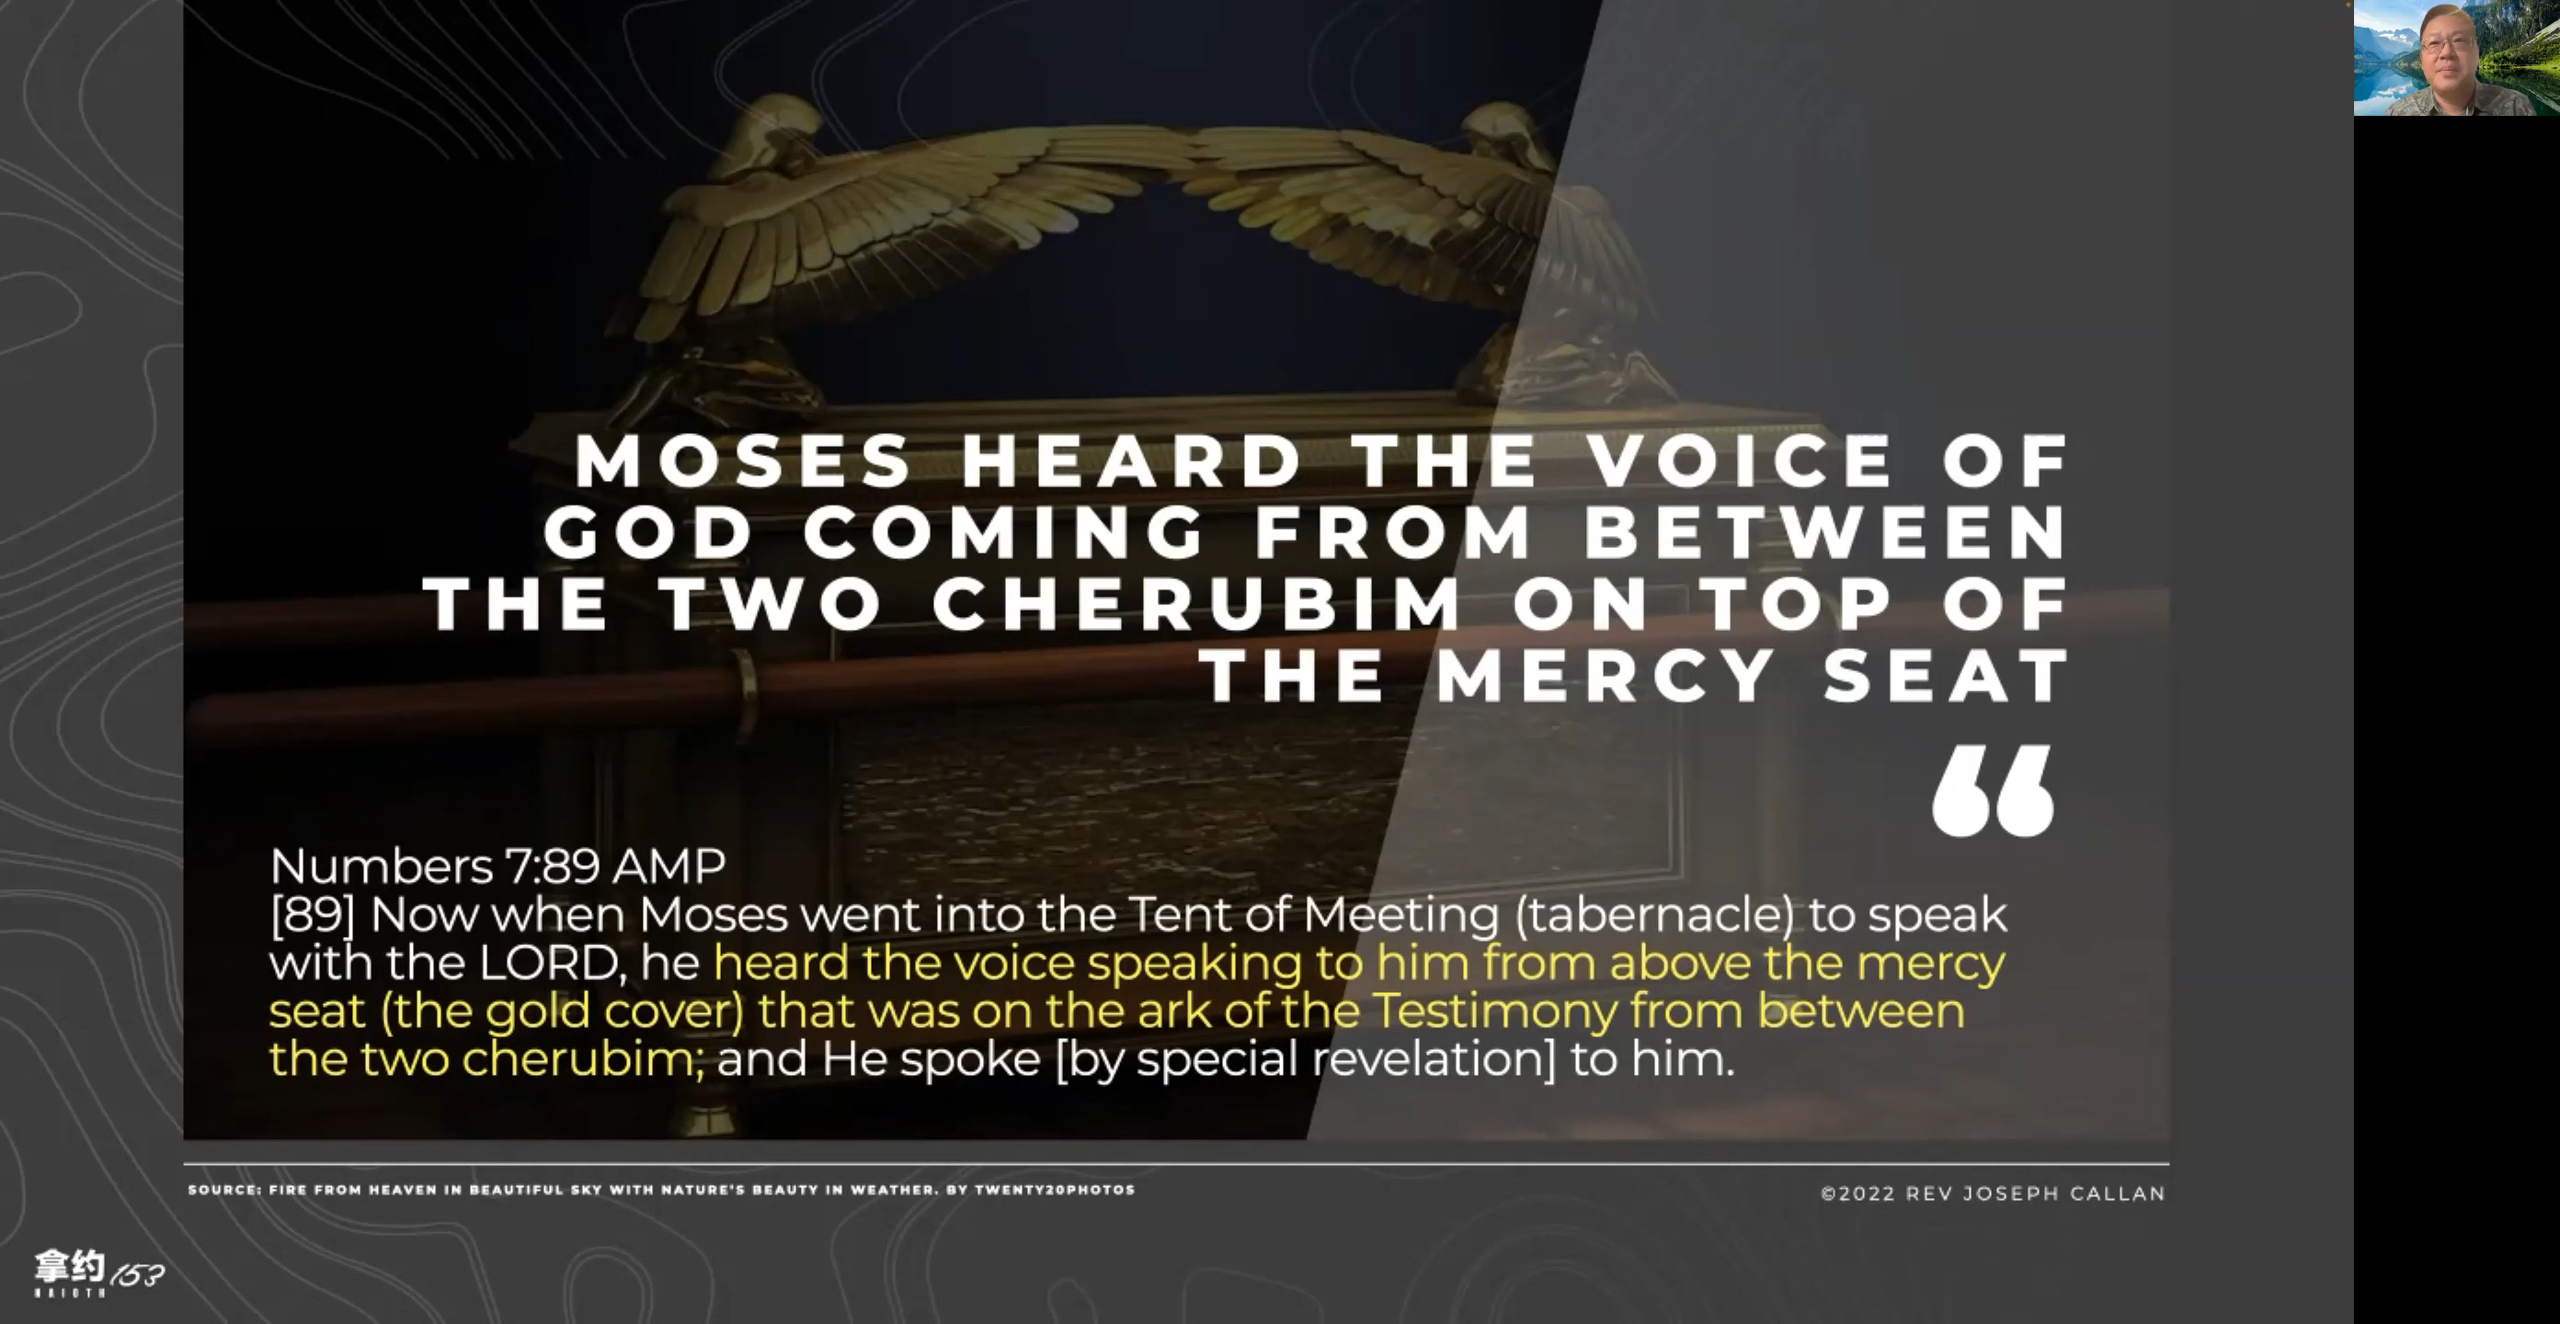 MOSES HEARD THE VOICE OF
GOD COMING FROM BETWEEN
THE TWO CHERUBIM ON TOP OF
THE MERCY SEAT
“
Numbers 7:89 AMP
[89] Now when Moses went into the Tent of Meeting (tabernacle) to speak
with the LORD, he heard the voice speaking to him from above the mercy
seat (the gold cover) that was on the ark of the Testimony from between
the two cherubim; and He spoke [by special revelation] to him.
SOURCE: FIRE FROM HEAVEN IN BEAUTIFUL SKY WITH NATURE'S BEAUTY IN WEATHER. BY TWENTY20PHOTOS
©2022 REV JOSEPH CALLAN
拿约 153
NAIOTH